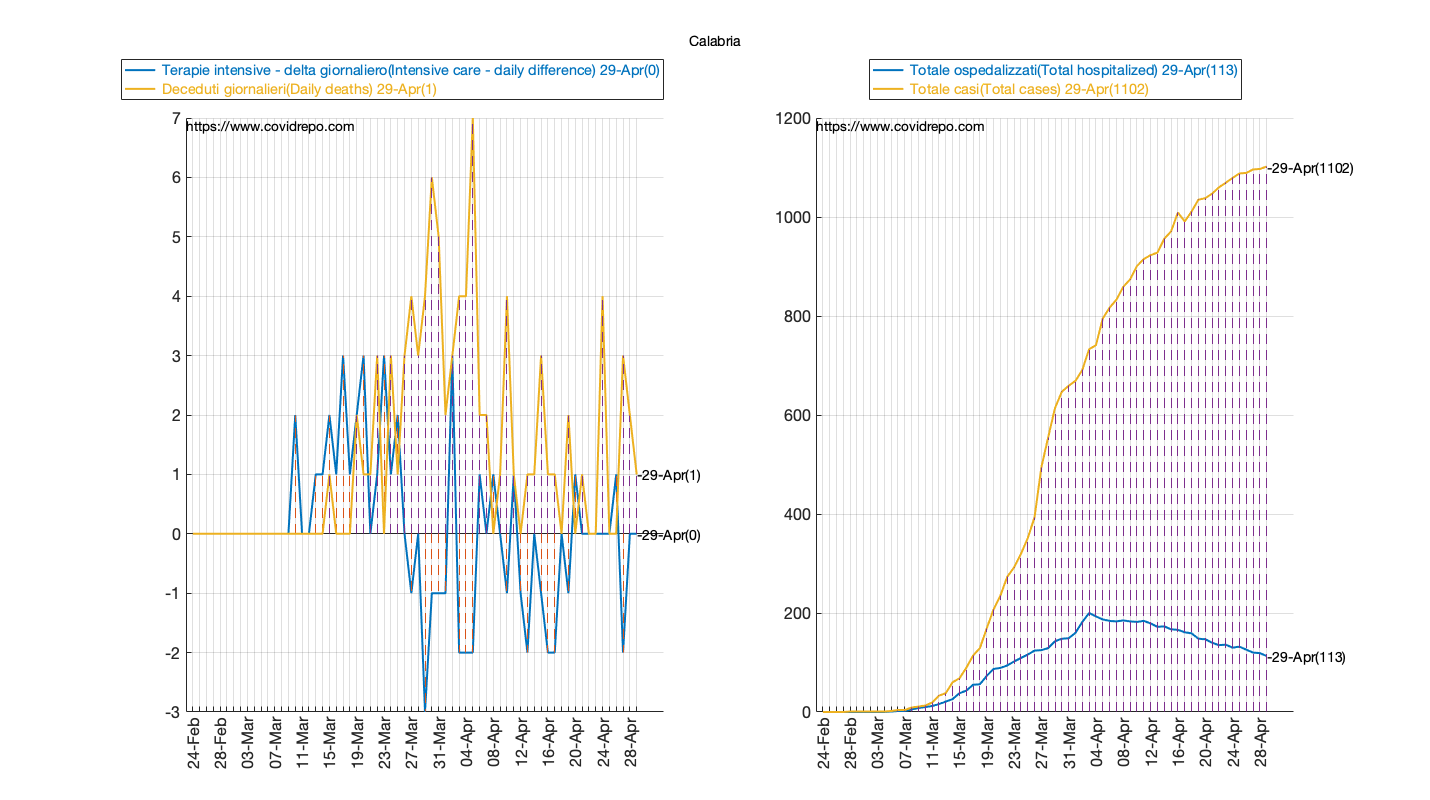 Calabria
Terapie intensive - delta giornaliero(Intensive care - daily difference) 29-Apr(0)
Deceduti giornalieri(Daily deaths) 29-Apr(1)
https://www.covidrepo.com
7
6
5
4
3
2
1
0
-1
-2
-3
-29-Apr(1)
-29-Apr(0)
24-Feb
28-Feb
03-Mar
07-Mar
11-Mar
15-Mar
19-Mar
23-Mar
27-Mar
31-Mar
04-Apr
08-Apr
12-Apr
16-Apr
20-Apr
24-Apr
28-Apr
Totale ospedalizzati(Total hospitalized) 29-Apr(113)
Totale casi(Total cases) 29-Apr(1102)
https://www.covidrepo.com
1200
1000
800
600
400
200
0
-29-Apr(1102)
-29-Apr(113)
24-Feb
28-Feb
03-Mar
07-Mar
11-Mar
15-Mar
19-Mar
23-Mar
27-Mar
31-Mar
04-Apr
08-Apr
12-Apr
16-Apr
20-Apr
24-Apr
28-Apr